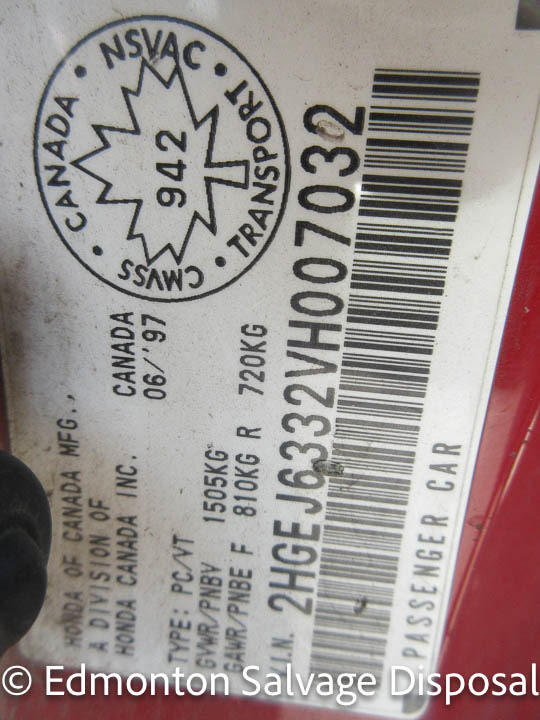 CANADA · NSVAC · TRANSPORT · CMVSS
942
HONDA OF CANADA MFG.,
A DIVISION OF
HONDA CANADA INC.
CANADA
06/'97
TYPE: PC/VT
GVWR/PNBV 1505KG
GAWR/PNBE F 810KG R 720KG
V.I.N. 2HGEJ6332VH007032
PASSENGER CAR
© Edmonton Salvage Disposal